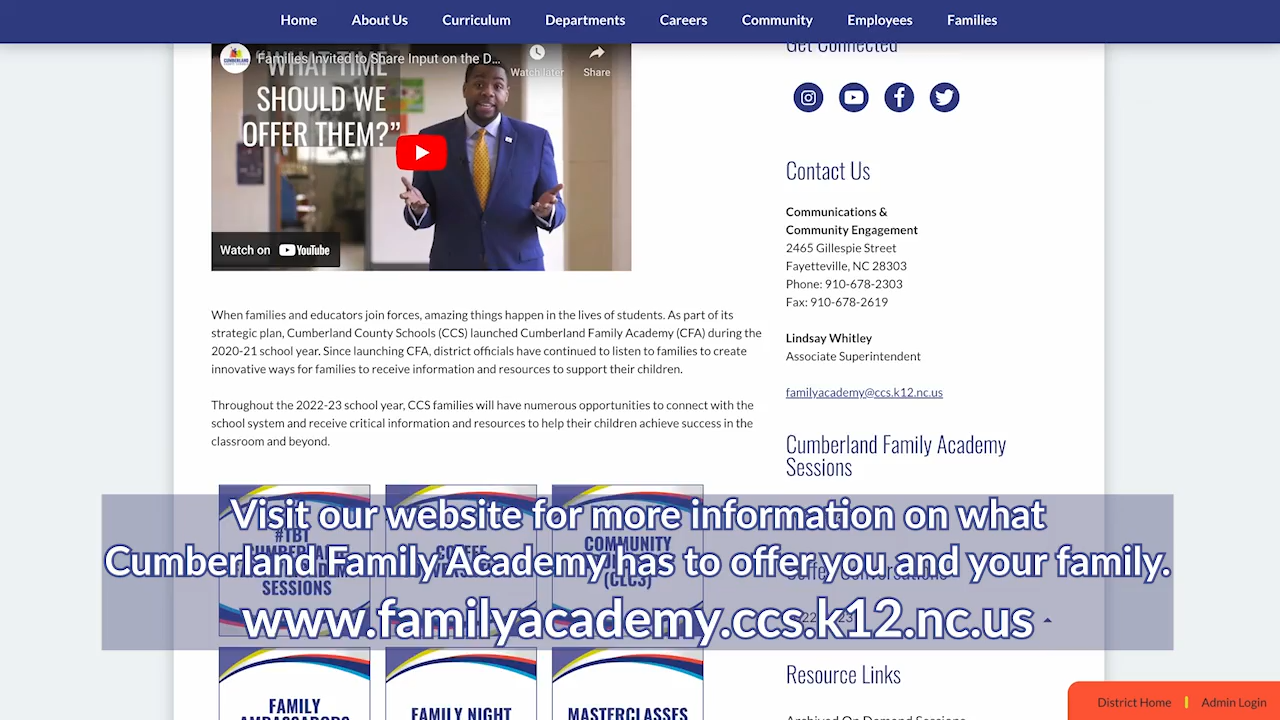 Home About Us Curriculum Departments Careers Community Employees Families
Families Invited to Share Input on the D...
Watch later
Share
"WHAT TIME
SHOULD WE
OFFER THEM?"
Watch on YouTube
When families and educators join forces, amazing things happen in the lives of students. As part of its
strategic plan, Cumberland County Schools (CCS) launched Cumberland Family Academy (CFA) during the
2020-21 school year. Since launching CFA, district officials have continued to listen to families to create
innovative ways for families to receive information and resources to support their children.
Throughout the 2022-23 school year, CCS families will have numerous opportunities to connect with the
school system and receive critical information and resources to help their children achieve success in the
classroom and beyond.
Get Connected
Contact Us
Communications &
Community Engagement
2465 Gillespie Street
Fayetteville, NC 28303
Phone: 910-678-2303
Fax: 910-678-2619
Lindsay Whitley
Associate Superintendent
familyacademy@ccs.k12.nc.us
Cumberland Family Academy
Sessions
Visit our website for more information on what
Cumberland Family Academy has to offer you and your family.
www.familyacademy.ccs.k12.nc.us
#TBT
SESSIONS
COMMUNITY
FAMILY
AMBASSADORS
FAMILY NIGHT
MASTERCLASSES
Resource Links
Archived On Demand Sessions
District Home
Admin Login